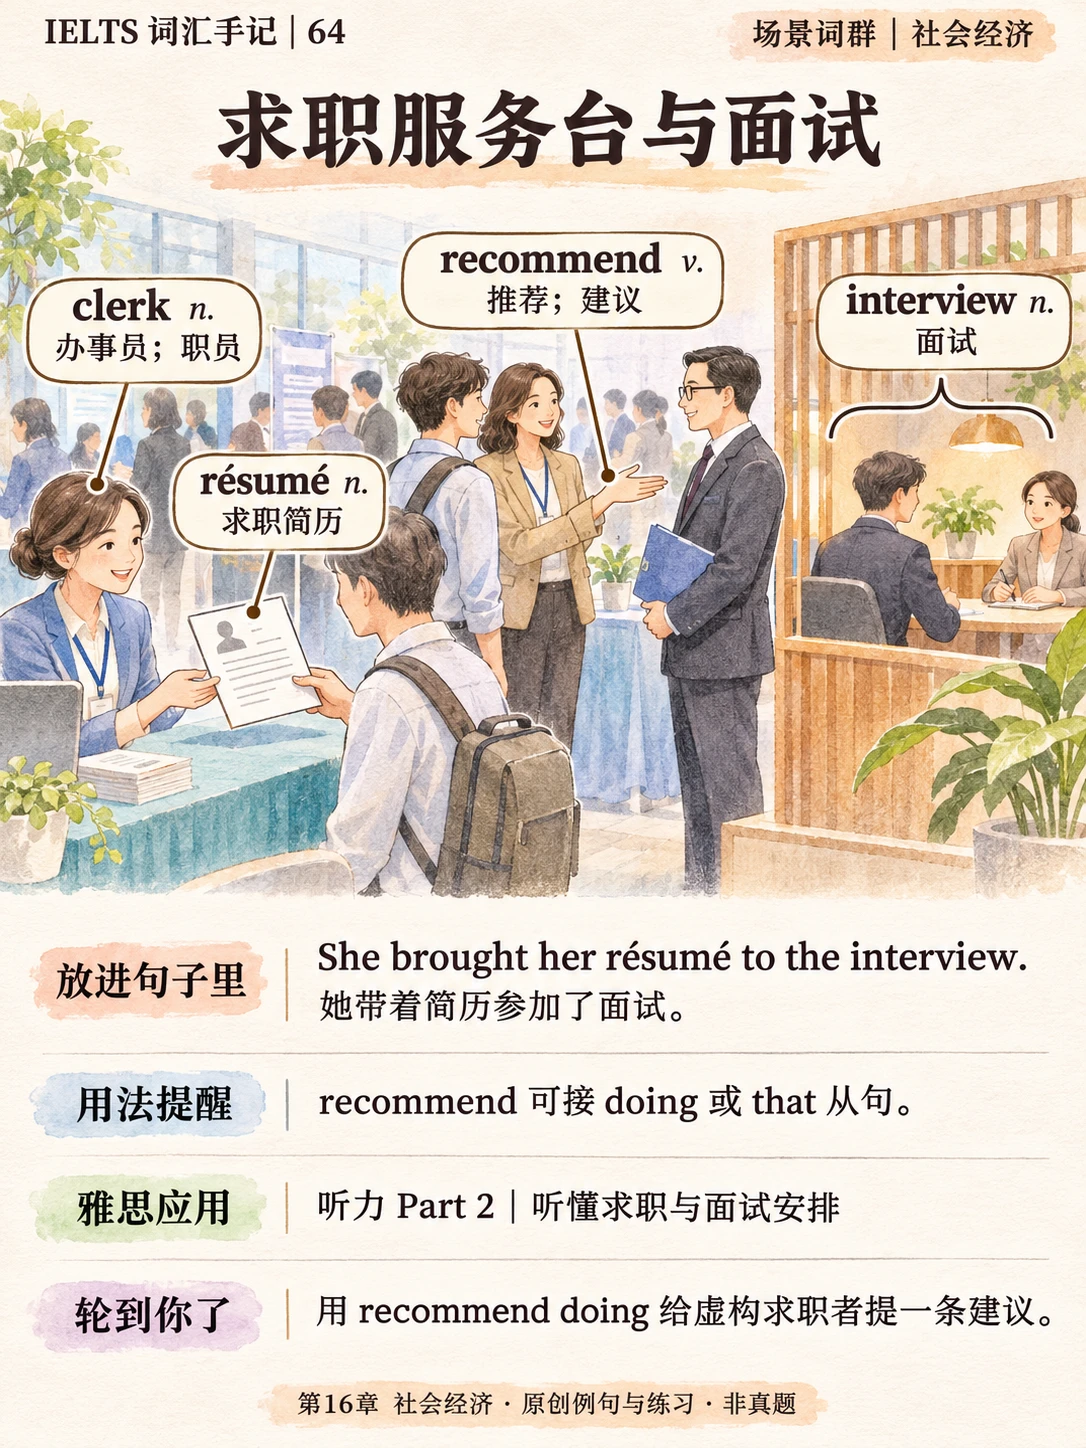 IELTS 词汇手记 | 64
场景词群 | 社会经济
求职服务台与面试
recommend v.
推荐；建议
clerk n.
办事员；职员
interview n.
面试
résumé n.
求职简历
放进句子里
She brought her résumé to the interview.
她带着简历参加了面试。
用法提醒
recommend 可接 doing 或 that 从句。
雅思应用
听力 Part 2 | 听懂求职与面试安排
轮到你了
用 recommend doing 给虚构求职者提一条建议。
第16章 社会经济 · 原创例句与练习 · 非真题